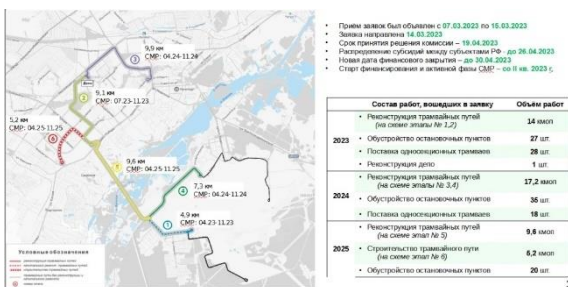 9,9 км
СМР: 04.24-11.24
3
9,1 км
СМР: 07.23-11.23
2
5,2 км
СМР: 04.25-11.25
6
9,6 км
СМР: 04.25-11.25
7,3 км
СМР: 04.24-11.24
4
4,9 км
СМР: 04.23-11.23
1
Условные обозначения
• Прием заявок был объявлен с 07.03.2023 по 15.03.2023
• Заявка направлена 14.03.2023
• Срок принятия решения комиссии – 19.04.2023
• Распределение субсидий между субъектами РФ - до 26.04.2023
• Новая дата финансового закрытия – до 30.04.2023
• Старт финансирования и активной фазы СМР – со II кв. 2023 г.
Состав работ, вошедших в заявку Объём работ
2023
• Реконструкция трамвайных путей
(на схеме этапы № 1,2) 14 кмоп
• Обустройство остановочных пунктов 27 шт.
• Поставка односекционных трамваев 28 шт.
• Реконструкция депо 1 шт.
2024
• Реконструкция трамвайных путей
(на схеме этапы № 3,4) 17,2 кмоп
• Обустройство остановочных пунктов 35 шт.
• Поставка односекционных трамваев 18 шт.
2025
• Реконструкция трамвайных путей
(на схеме этап № 5) 9,6 кмоп
• Строительство трамвайного пути
(на схеме этап № 6) 5,2 кмоп
• Обустройство остановочных пунктов 20 шт.